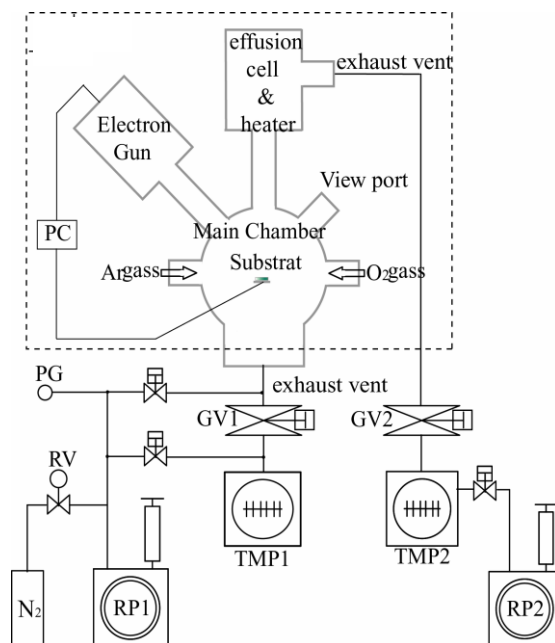 effusion
cell
&
heater
exhaust vent
Electron
Gun
View port
PC
Main Chamber
Substrat
Ar gass
O2 gass
PG
exhaust vent
GV1
GV2
RV
TMP1
TMP2
N2
RP1
RP2